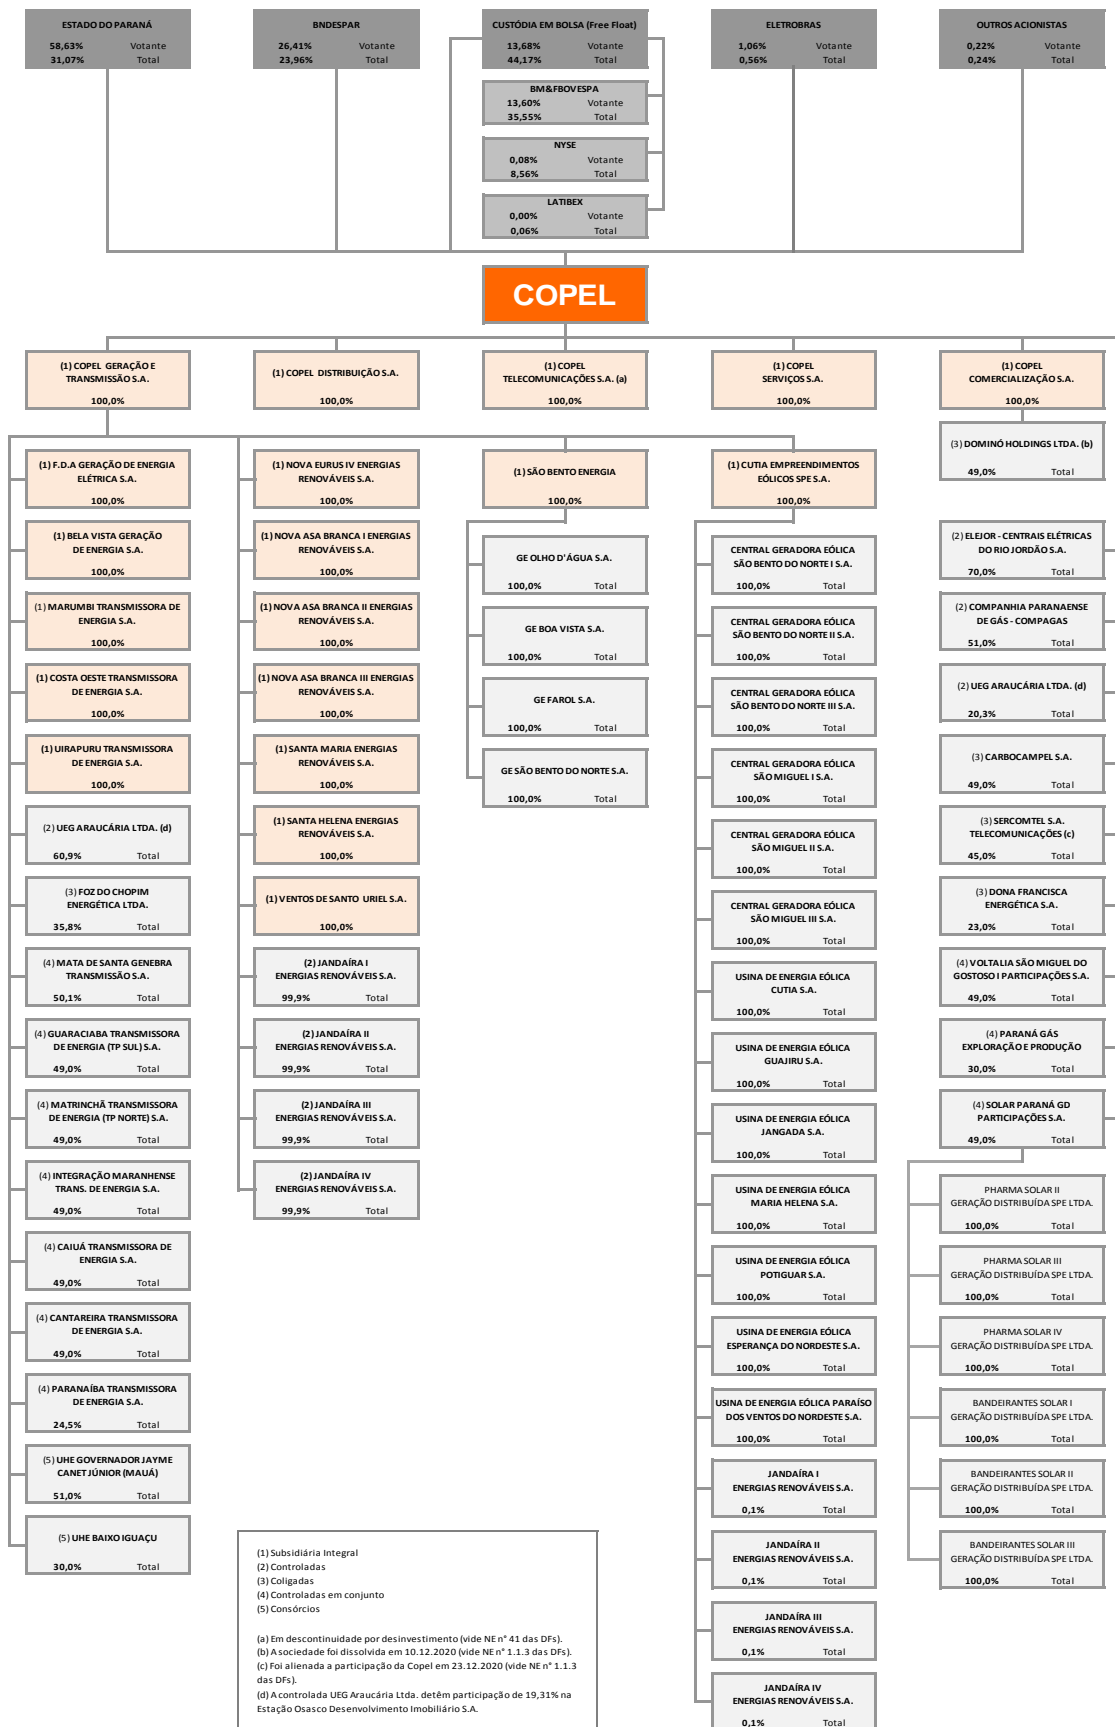 ESTADO DO PARANÁ
58,63% Votante
31,07% Total
BNDESPAR
26,41% Votante
23,96% Total
CUSTÓDIA EM BOLSA (Free Float)
13,68% Votante
44,17% Total
ELETROBRAS
1,06% Votante
0,56% Total
OUTROS ACIONISTAS
0,22% Votante
0,24% Total
BM&FBOVESPA
13,60% Votante
35,55% Total
NYSE
0,08% Votante
8,56% Total
LATIBEX
0,00% Votante
0,06% Total
COPEL
(1) COPEL GERAÇÃO E
TRANSMISSÃO S.A.
100,0%
(1) COPEL DISTRIBUIÇÃO S.A.
100,0%
(1) COPEL
TELECOMUNICAÇÕES S.A. (a)
100,0%
(1) COPEL
SERVIÇOS S.A.
100,0%
(1) COPEL
COMERCIALIZAÇÃO S.A.
100,0%
(1) F.D.A GERAÇÃO DE ENERGIA
ELÉTRICA S.A.
100,0%
(1) BELA VISTA GERAÇÃO
DE ENERGIA S.A.
100,0%
(1) MARUMBI TRANSMISSORA DE
ENERGIA S.A.
100,0%
(1) COSTA OESTE TRANSMISSORA
DE ENERGIA S.A.
100,0%
(1) UIRAPURU TRANSMISSORA
DE ENERGIA S.A.
100,0%
(2) UEG ARAUCÁRIA LTDA. (d)
60,9% Total
(3) FOZ DO CHOPIM
ENERGÉTICA LTDA.
35,8% Total
(4) MATA DE SANTA GENEBRA
TRANSMISSÃO S.A.
50,1% Total
(4) GUARACIABA TRANSMISSORA
DE ENERGIA (TP SUL) S.A.
49,0% Total
(4) MATRINCHÃ TRANSMISSORA
DE ENERGIA (TP NORTE) S.A.
49,0% Total
(4) INTEGRAÇÃO MARANHENSE
TRANS. DE ENERGIA S.A.
49,0% Total
(4) CAIUÁ TRANSMISSORA DE
ENERGIA S.A.
49,0% Total
(4) CANTAREIRA TRANSMISSORA
DE ENERGIA S.A.
49,0% Total
(4) PARANAÍBA TRANSMISSORA
DE ENERGIA S.A.
24,5% Total
(5) UHE GOVERNADOR JAYME
CANET JÚNIOR (MAUÁ)
51,0% Total
(5) UHE BAIXO IGUAÇU
30,0% Total
(1) NOVA EURUS IV ENERGIAS
RENOVÁVEIS S.A.
100,0%
(1) NOVA ASA BRANCA I ENERGIAS
RENOVÁVEIS S.A.
100,0%
(1) NOVA ASA BRANCA II ENERGIAS
RENOVÁVEIS S.A.
100,0%
(1) NOVA ASA BRANCA III ENERGIAS
RENOVÁVEIS S.A.
100,0%
(1) SANTA MARIA ENERGIAS
RENOVÁVEIS S.A.
100,0%
(1) SANTA HELENA ENERGIAS
RENOVÁVEIS S.A.
100,0%
(1) VENTOS DE SANTO URIEL S.A.
100,0%
(2) JANDAÍRA I
ENERGIAS RENOVÁVEIS S.A.
99,9% Total
(2) JANDAÍRA II
ENERGIAS RENOVÁVEIS S.A.
99,9% Total
(2) JANDAÍRA III
ENERGIAS RENOVÁVEIS S.A.
99,9% Total
(2) JANDAÍRA IV
ENERGIAS RENOVÁVEIS S.A.
99,9% Total
(1) SÃO BENTO ENERGIA
100,0%
GE OLHO D'ÁGUA S.A.
100,0% Total
GE BOA VISTA S.A.
100,0% Total
GE FAROL S.A.
100,0% Total
GE SÃO BENTO DO NORTE S.A.
100,0% Total
(1) CUTIA EMPREENDIMENTOS
EÓLICOS SPE S.A.
100,0%
CENTRAL GERADORA EÓLICA
SÃO BENTO DO NORTE I S.A.
100,0% Total
CENTRAL GERADORA EÓLICA
SÃO BENTO DO NORTE II S.A.
100,0% Total
CENTRAL GERADORA EÓLICA
SÃO BENTO DO NORTE III S.A.
100,0% Total
CENTRAL GERADORA EÓLICA
SÃO MIGUEL I S.A.
100,0% Total
CENTRAL GERADORA EÓLICA
SÃO MIGUEL II S.A.
100,0% Total
CENTRAL GERADORA EÓLICA
SÃO MIGUEL III S.A.
100,0% Total
USINA DE ENERGIA EÓLICA
CUTIA S.A.
100,0% Total
USINA DE ENERGIA EÓLICA
GUAJIRU S.A.
100,0% Total
USINA DE ENERGIA EÓLICA
JANGADA S.A.
100,0% Total
USINA DE ENERGIA EÓLICA
MARIA HELENA S.A.
100,0% Total
USINA DE ENERGIA EÓLICA
POTIGUAR S.A.
100,0% Total
USINA DE ENERGIA EÓLICA
ESPERANÇA DO NORDESTE S.A.
100,0% Total
USINA DE ENERGIA EÓLICA PARAÍSO
DOS VENTOS DO NORDESTE S.A.
100,0% Total
JANDAÍRA I
ENERGIAS RENOVÁVEIS S.A.
0,1% Total
JANDAÍRA II
ENERGIAS RENOVÁVEIS S.A.
0,1% Total
JANDAÍRA III
ENERGIAS RENOVÁVEIS S.A.
0,1% Total
JANDAÍRA IV
ENERGIAS RENOVÁVEIS S.A.
0,1% Total
(3) DOMINÓ HOLDINGS LTDA. (b)
49,0% Total
(2) ELEJOR - CENTRAIS ELÉTRICAS
DO RIO JORDÃO S.A.
70,0% Total
(2) COMPANHIA PARANAENSE
DE GÁS - COMPAGAS
51,0% Total
(2) UEG ARAUCÁRIA LTDA. (d)
20,3% Total
(3) CARBOCAMPEL S.A.
49,0% Total
(3) SERCOMTEL S.A.
TELECOMUNICAÇÕES (c)
45,0% Total
(3) DONA FRANCISCA
ENERGÉTICA S.A.
23,0% Total
(4) VOLTALIA SÃO MIGUEL DO
GOSTOSO I PARTICIPAÇÕES S.A.
49,0% Total
(4) PARANÁ GÁS
EXPLORAÇÃO E PRODUÇÃO
30,0% Total
(4) SOLAR PARANÁ GD
PARTICIPAÇÕES S.A.
49,0% Total
PHARMA SOLAR II
GERAÇÃO DISTRIBUÍDA SPE LTDA.
100,0% Total
PHARMA SOLAR III
GERAÇÃO DISTRIBUÍDA SPE LTDA.
100,0% Total
PHARMA SOLAR IV
GERAÇÃO DISTRIBUÍDA SPE LTDA.
100,0% Total
BANDEIRANTES SOLAR I
GERAÇÃO DISTRIBUÍDA SPE LTDA.
100,0% Total
BANDEIRANTES SOLAR II
GERAÇÃO DISTRIBUÍDA SPE LTDA.
100,0% Total
BANDEIRANTES SOLAR III
GERAÇÃO DISTRIBUÍDA SPE LTDA.
100,0% Total
(1) Subsidiária Integral
(2) Controladas
(3) Coligadas
(4) Controladas em conjunto
(5) Consórcios
(a) Em descontinuidade por desinvestimento (vide NE n° 41 das DFs).
(b) A sociedade foi dissolvida em 10.12.2020 (vide NE n° 1.1.3 das DFs).
(c) Foi alienada a participação da Copel em 23.12.2020 (vide NE n° 1.1.3
das DFs).
(d) A controlada UEG Araucária Ltda. detêm participação de 19,31% na
Estação Osasco Desenvolvimento Imobiliário S.A.